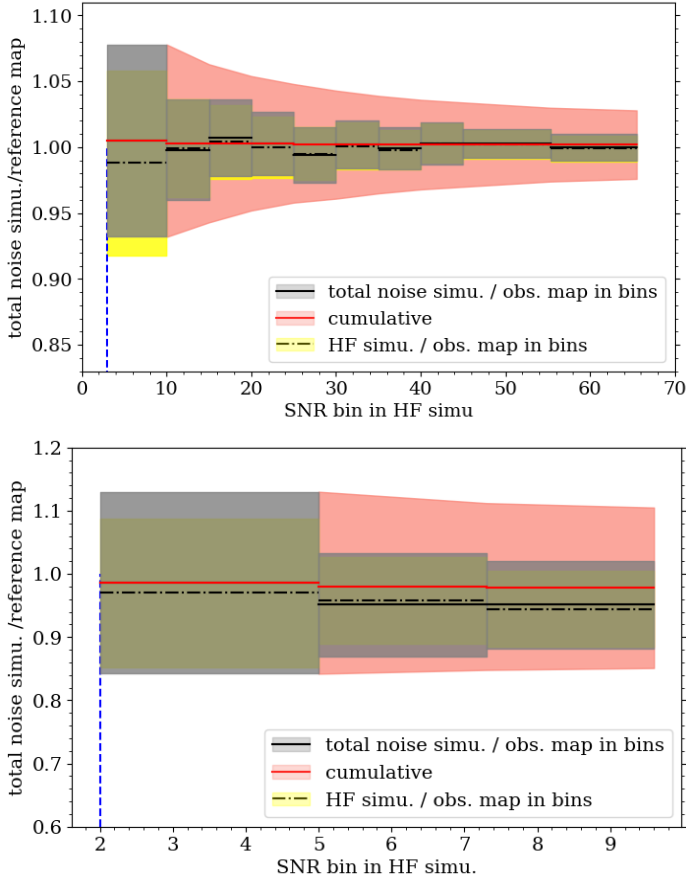 total noise simu./reference map
1.10
1.05
1.00
0.95
0.90
0.85
total noise simu. / obs. map in bins
cumulative
HF simu. / obs. map in bins
0 10 20 30 40 50 60 70
SNR bin in HF simu
total noise simu. /reference map
1.2
1.1
1.0
0.9
0.8
0.7
0.6
total noise simu. / obs. map in bins
cumulative
HF simu. / obs. map in bins
2 3 4 5 6 7 8 9
SNR bin in HF simu.